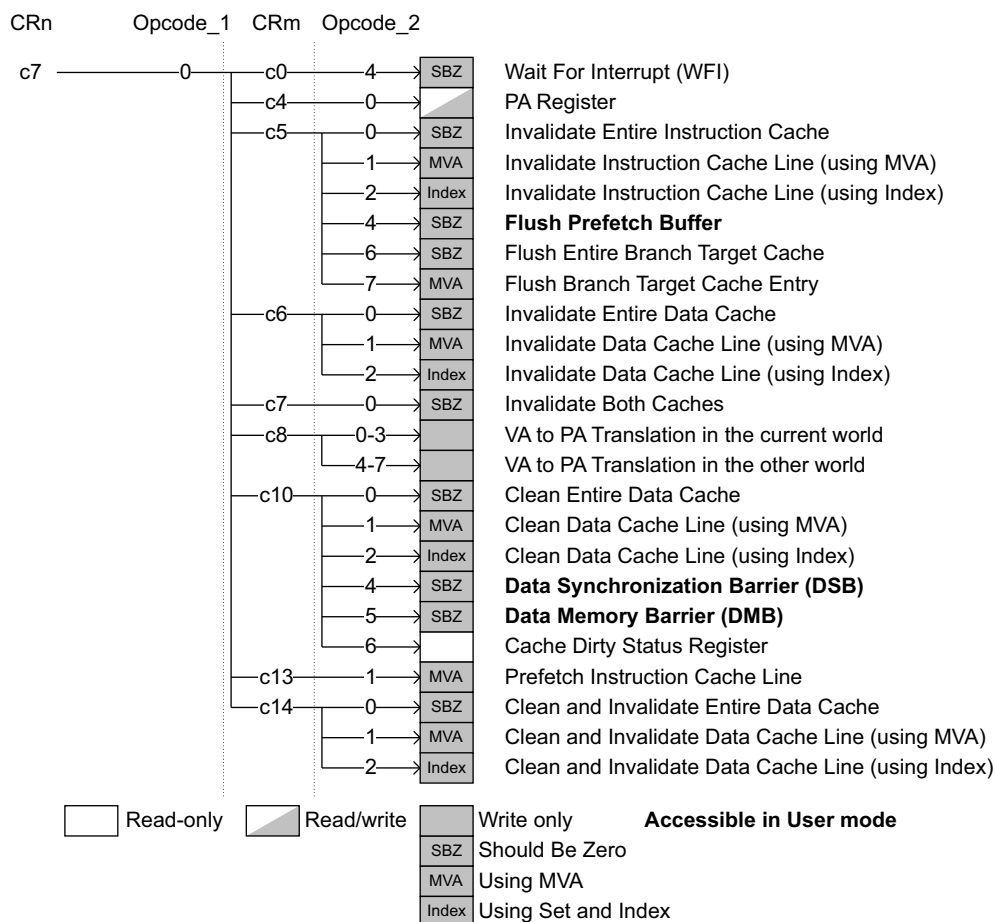 CRn Opcode_1 CRm Opcode_2
c7 0 c0 4 SBZ Wait For Interrupt (WFI)
c4 0 PA Register
c5 0 SBZ Invalidate Entire Instruction Cache
1 MVA Invalidate Instruction Cache Line (using MVA)
2 Index Invalidate Instruction Cache Line (using Index)
4 SBZ Flush Prefetch Buffer
6 SBZ Flush Entire Branch Target Cache
7 MVA Flush Branch Target Cache Entry
c6 0 SBZ Invalidate Entire Data Cache
1 MVA Invalidate Data Cache Line (using MVA)
2 Index Invalidate Data Cache Line (using Index)
c7 0 SBZ Invalidate Both Caches
c8 0-3 VA to PA Translation in the current world
4-7 VA to PA Translation in the other world
c10 0 SBZ Clean Entire Data Cache
1 MVA Clean Data Cache Line (using MVA)
2 Index Clean Data Cache Line (using Index)
4 SBZ Data Synchronization Barrier (DSB)
5 SBZ Data Memory Barrier (DMB)
6 Cache Dirty Status Register
c13 1 MVA Prefetch Instruction Cache Line
c14 0 SBZ Clean and Invalidate Entire Data Cache
1 MVA Clean and Invalidate Data Cache Line (using MVA)
2 Index Clean and Invalidate Data Cache Line (using Index)
Read-only Read/write Write only Accessible in User mode
SBZ Should Be Zero
MVA Using MVA
Index Using Set and Index